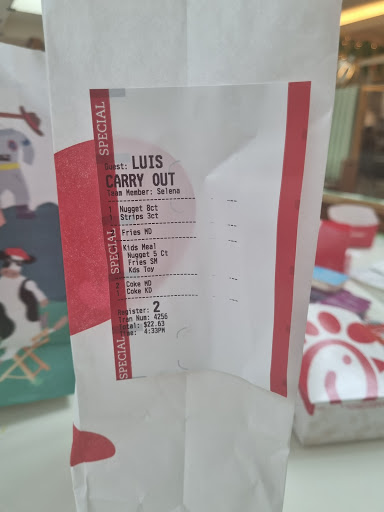 SPECIAL
SPECIAL
SPECIAL
Guest: LUIS
CARRY OUT
Team Member: Selena
Nugget 8ct
Strips 3ct
Fries MD
Kids Meal
Nugget 5 Ct
Fries SM
Kds Toy
Coke MD
Coke KD
Register: 2
Tran Num: 4256
Total: $22.63
Time: 4:33PM